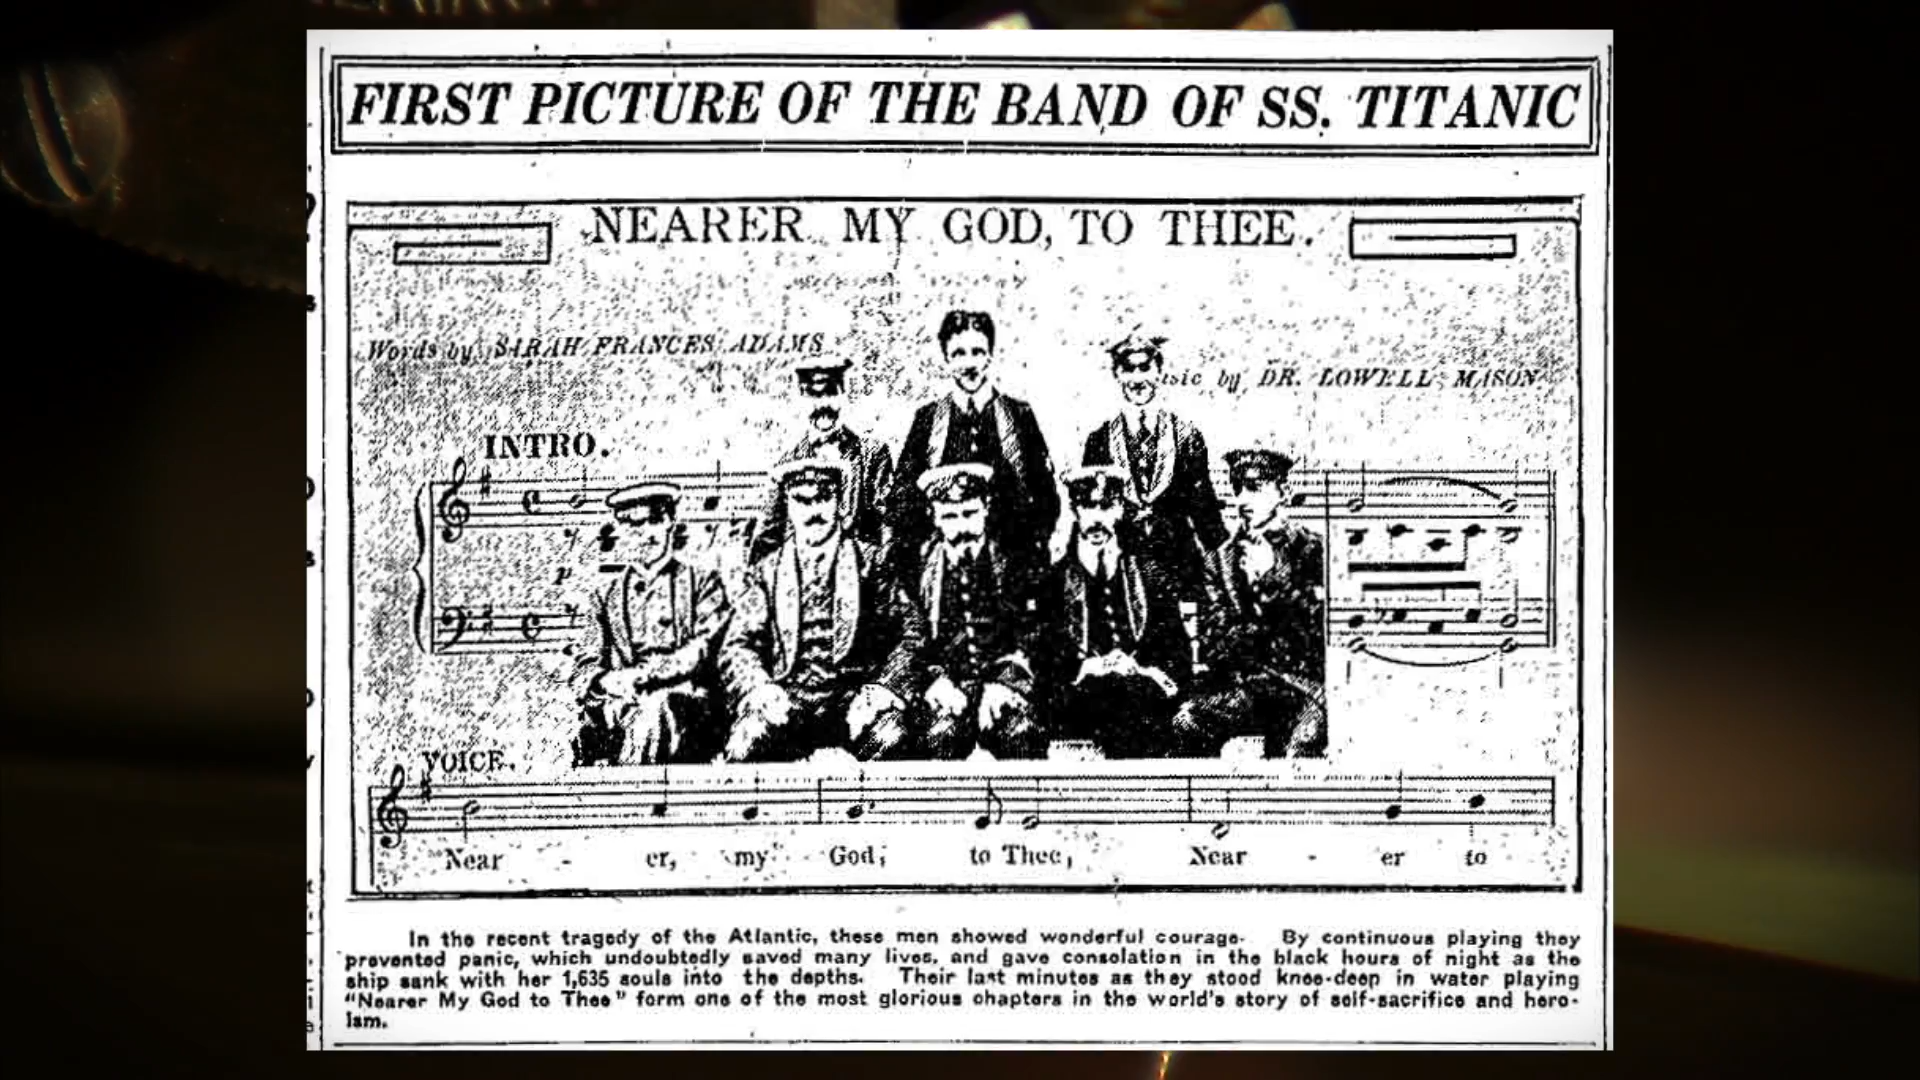 FIRST PICTURE OF THE BAND OF SS. TITANIC
NEARER MY GOD, TO THEE.
Words by SARAH FRANCES ADAMS
usic by DR. LOWELL MASON
INTRO.
p
VOICE.
Near - er, my God, to Thee, Near - er to
In the recent tragedy of the Atlantic, these men showed wonderful courage. By continuous playing they
prevented panic, which undoubtedly saved many lives, and gave consolation in the black hours of night as the
ship sank with her 1,635 souls into the depths. Their last minutes as they stood knee-deep in water playing
"Nearer My God to Thee" form one of the most glorious chapters in the world's story of self-sacrifice and hero-
ism.